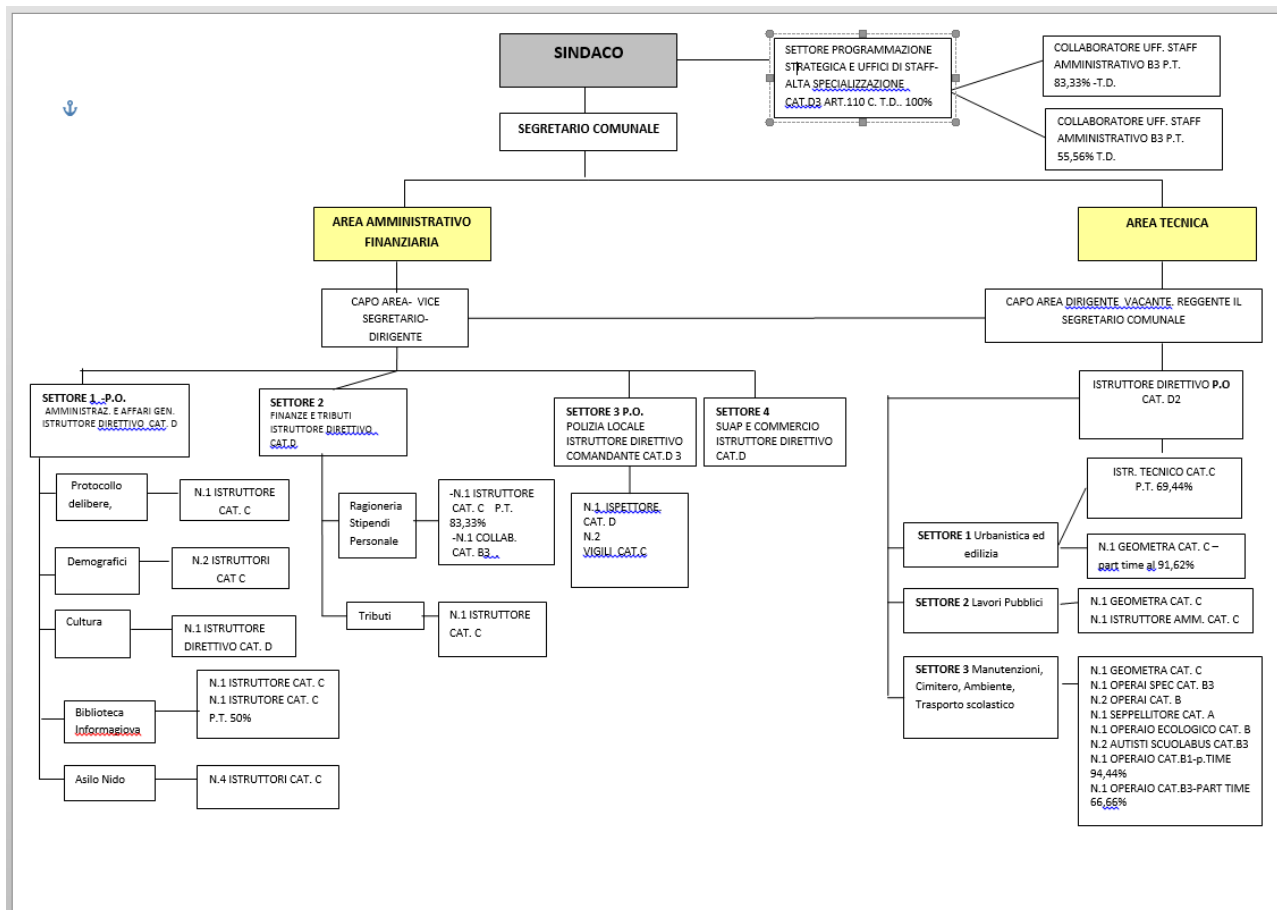 SINDACO
SETTORE PROGRAMMAZIONE
STRATEGICA E UFFICI DI STAFF-
ALTA SPECIALIZZAZIONE
CAT.D3 ART.110 C. T.D.. 100%
COLLABORATORE UFF. STAFF
AMMINISTRATIVO B3 P.T.
83,33% -T.D.
COLLABORATORE UFF. STAFF
AMMINISTRATIVO B3 P.T.
55,56% T.D.
SEGRETARIO COMUNALE
AREA AMMINISTRATIVO
FINANZIARIA
AREA TECNICA
CAPO AREA- VICE
SEGRETARIO-
DIRIGENTE
CAPO AREA DIRIGENTE VACANTE. REGGENTE IL
SEGRETARIO COMUNALE
SETTORE 1 -P.O.
AMMINISTRAZ. E AFFARI GEN.
ISTRUTTORE DIRETTIVO CAT. D
SETTORE 2
FINANZE E TRIBUTI
ISTRUTTORE DIRETTIVO
CAT.D
SETTORE 3 P.O.
POLIZIA LOCALE
ISTRUTTORE DIRETTIVO
COMANDANTE CAT.D 3
SETTORE 4
SUAP E COMMERCIO
ISTRUTTORE DIRETTIVO
CAT.D
ISTRUTTORE DIRETTIVO P.O
CAT. D2
Protocollo
delibere,
N.1 ISTRUTTORE
CAT. C
Demografici
N.2 ISTRUTTORI
CAT C
Cultura
N.1 ISTRUTTORE
DIRETTIVO CAT. D
Biblioteca
Informagiova
N.1 ISTRUTTORE CAT. C
N.1 ISTRUTORE CAT. C
P.T. 50%
Asilo Nido
N.4 ISTRUTTORI CAT. C
Ragioneria
Stipendi
Personale
-N.1 ISTRUTTORE
CAT. C P.T.
83,33%
-N.1 COLLAB.
CAT. B3
Tributi
N.1 ISTRUTTORE
CAT. C
N.1 ISPETTORE
CAT. D
N.2
VIGILI CAT.C
ISTR. TECNICO CAT.C
P.T. 69,44%
SETTORE 1 Urbanistica ed
edilizia
N.1 GEOMETRA CAT. C –
part time al 91,62%
SETTORE 2 Lavori Pubblici
N.1 GEOMETRA CAT. C
N.1 ISTRUTTORE AMM. CAT. C
SETTORE 3 Manutenzioni,
Cimitero, Ambiente,
Trasporto scolastico
N.1 GEOMETRA CAT. C
N.1 OPERAI SPEC CAT. B3
N.2 OPERAI CAT. B
N.1 SEPPELLITORE CAT. A
N.1 OPERAIO ECOLOGICO CAT. B
N.2 AUTISTI SCUOLABUS CAT.B3
N.1 OPERAIO CAT.B1-p.TIME
94,44%
N.1 OPERAIO CAT.B3-PART TIME
66,66%